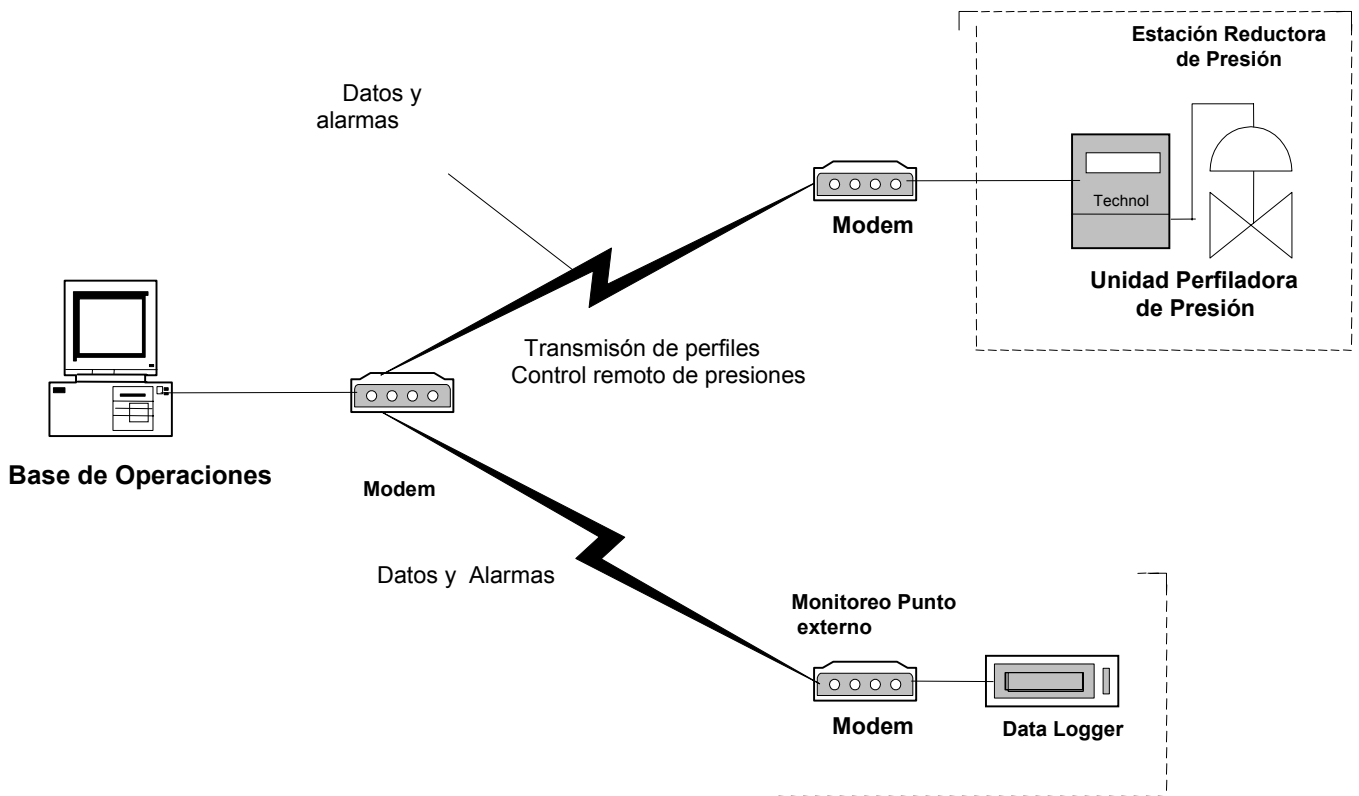 Estación Reductora
de Presión
Datos y
alarmas
Technol
Modem
Unidad Perfiladora
de Presión
Transmisón de perfiles
Control remoto de presiones
Base de Operaciones
Modem
Datos y Alarmas
Monitoreo Punto
externo
Modem
Data Logger